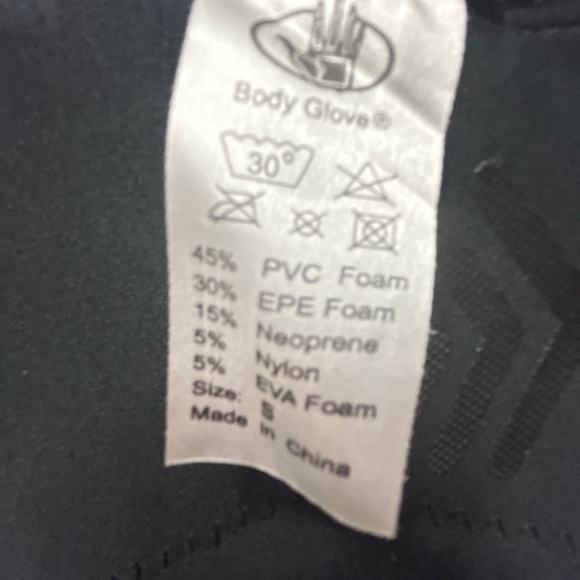 Body Glove®
30°
45% PVC Foam
30% EPE Foam
15% Neoprene
5% Nylon
5% EVA Foam
Size: S
Made in China